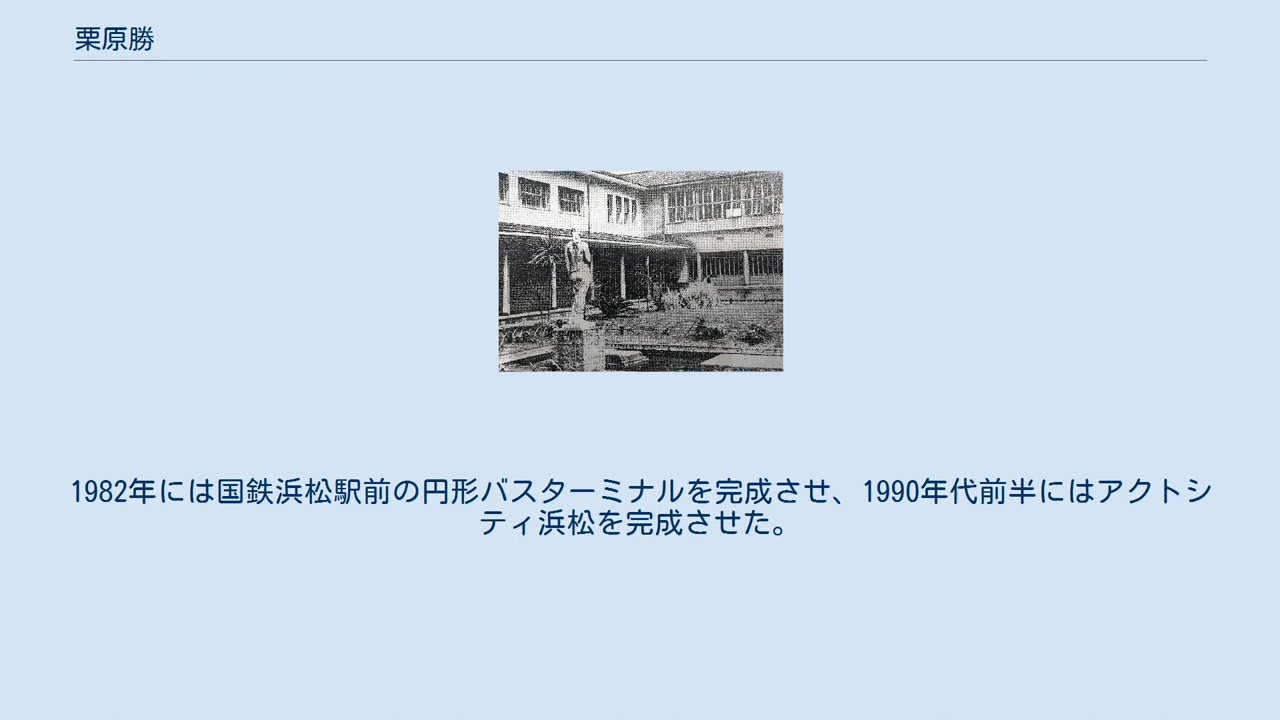 栗原勝
1982年には国鉄浜松駅前の円形バスターミナルを完成させ、1990年代前半にはアクトシ
ティ浜松を完成させた。